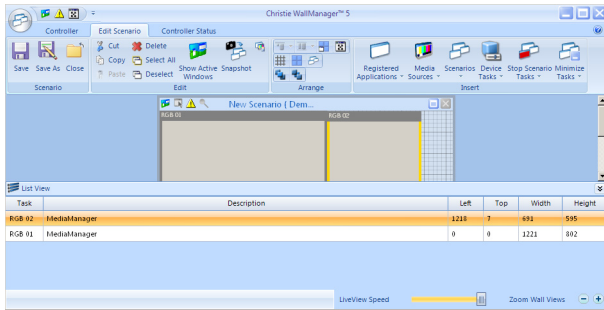 Christie WallManager™ 5
Controller Edit Scenario Controller Status
Save Save As Close
Cut Copy Paste
Delete Select All Deselect
Show Active Windows
Snapshot
Registered Applications
Media Sources
Scenarios
Device Tasks
Stop Scenario Tasks
Minimize Tasks
Scenario Edit Arrange Insert
New Scenario ( Dem...
RGB 01 RGB 02
List View
Task Description Left Top Width Height
RGB 02 MediaManager 1218 7 691 595
RGB 01 MediaManager 0 0 1221 802
LiveView Speed Zoom Wall Views